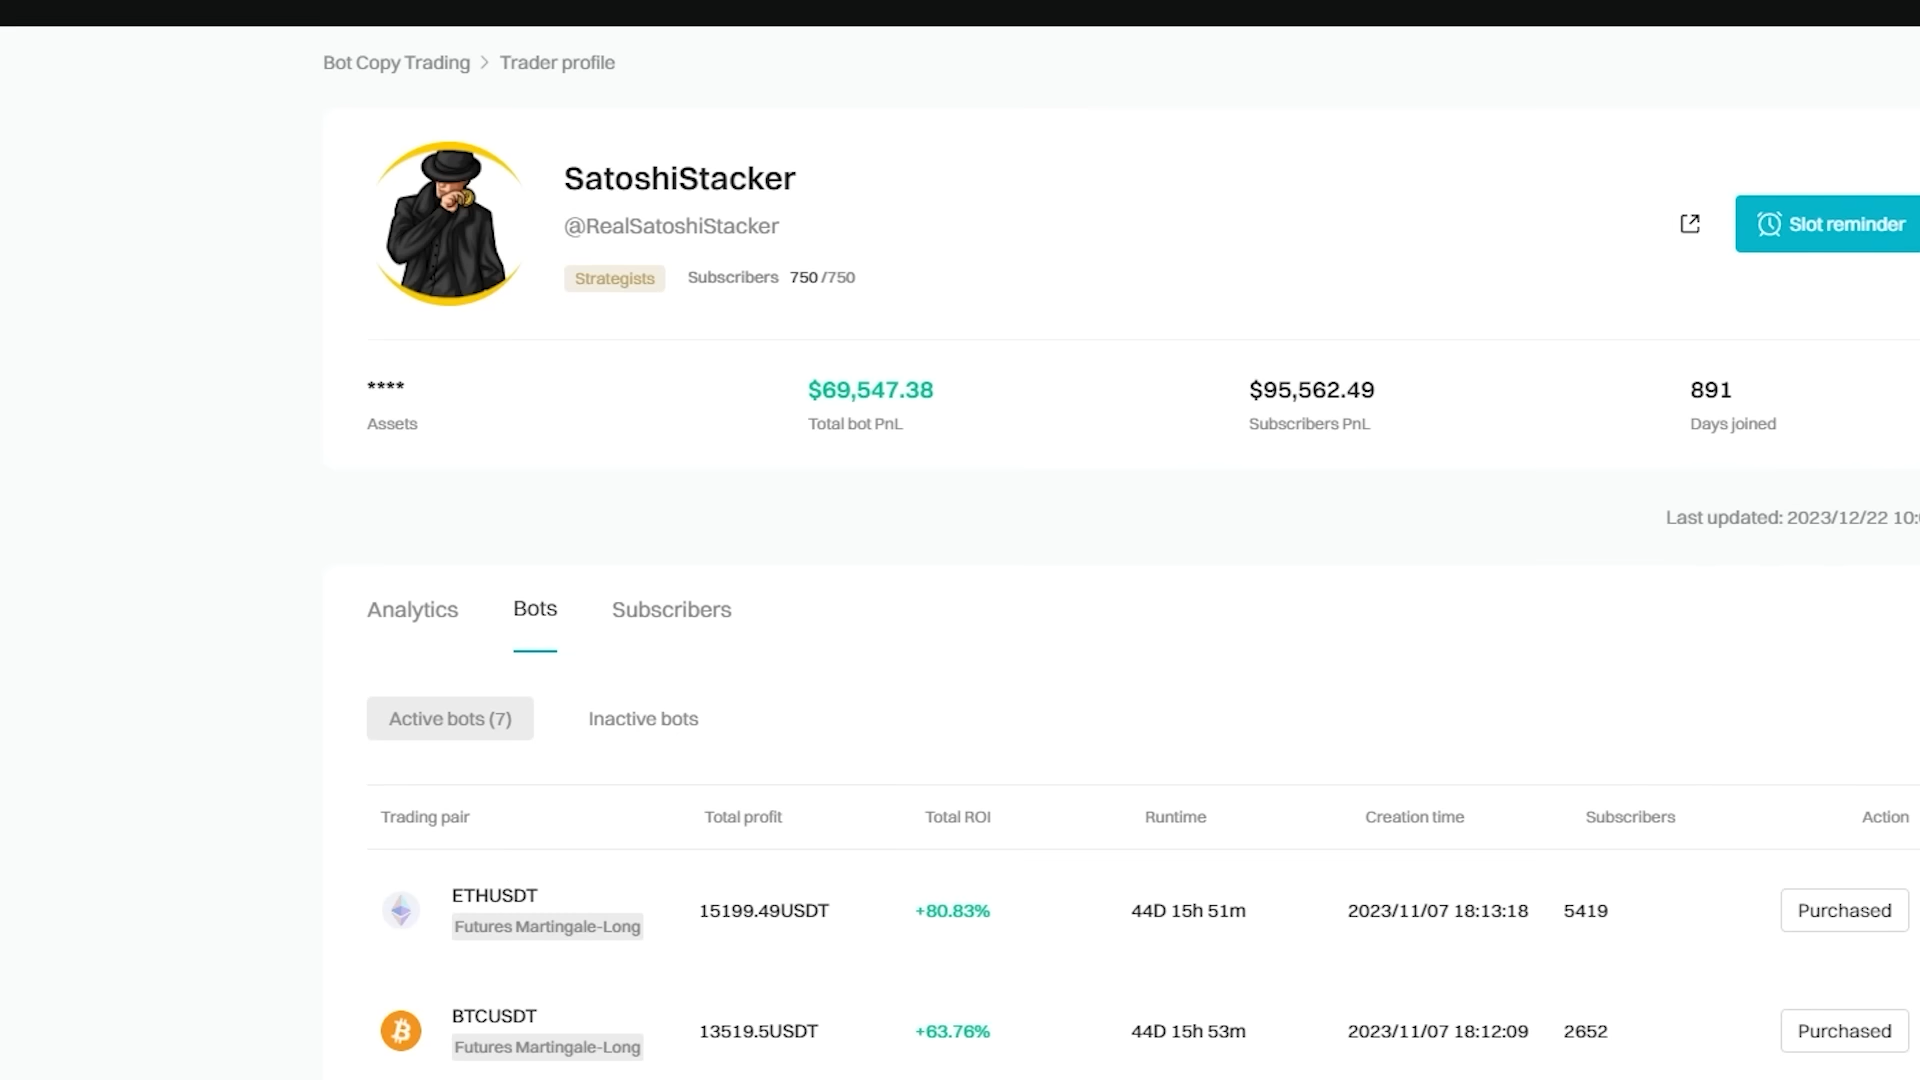 Bot Copy Trading > Trader profile
SatoshiStacker
@RealSatoshiStacker
Slot reminder
Strategists Subscribers 750 /750
**** $69,547.38 $95,562.49 891
Assets Total bot PnL Subscribers PnL Days joined
Last updated: 2023/12/22 10:
Analytics Bots Subscribers
Active bots (7) Inactive bots
Trading pair Total profit Total ROI Runtime Creation time Subscribers Action
ETHUSDT
Futures Martingale-Long
15199.49USDT +80.83% 44D 15h 51m 2023/11/07 18:13:18 5419 Purchased
BTCUSDT
Futures Martingale-Long
13519.5USDT +63.76% 44D 15h 53m 2023/11/07 18:12:09 2652 Purchased